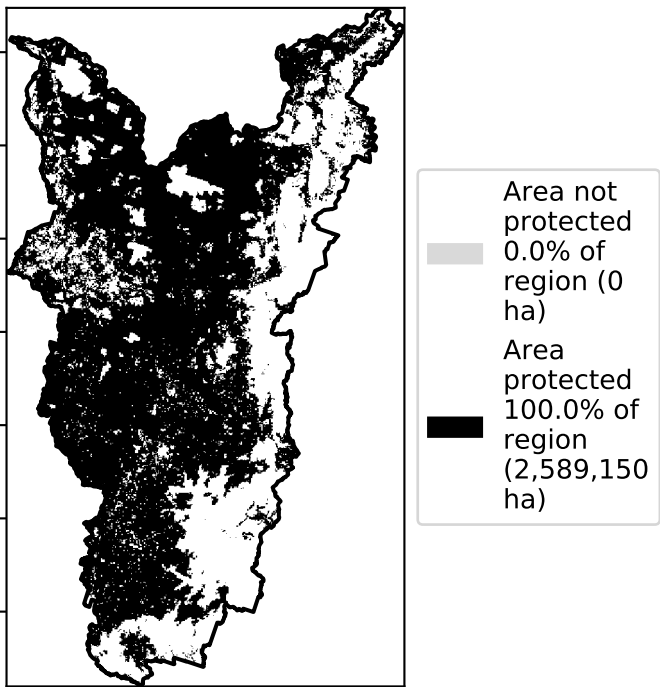 Area not
protected
0.0% of
region (0
ha)
Area
protected
100.0% of
region
(2,589,150
ha)